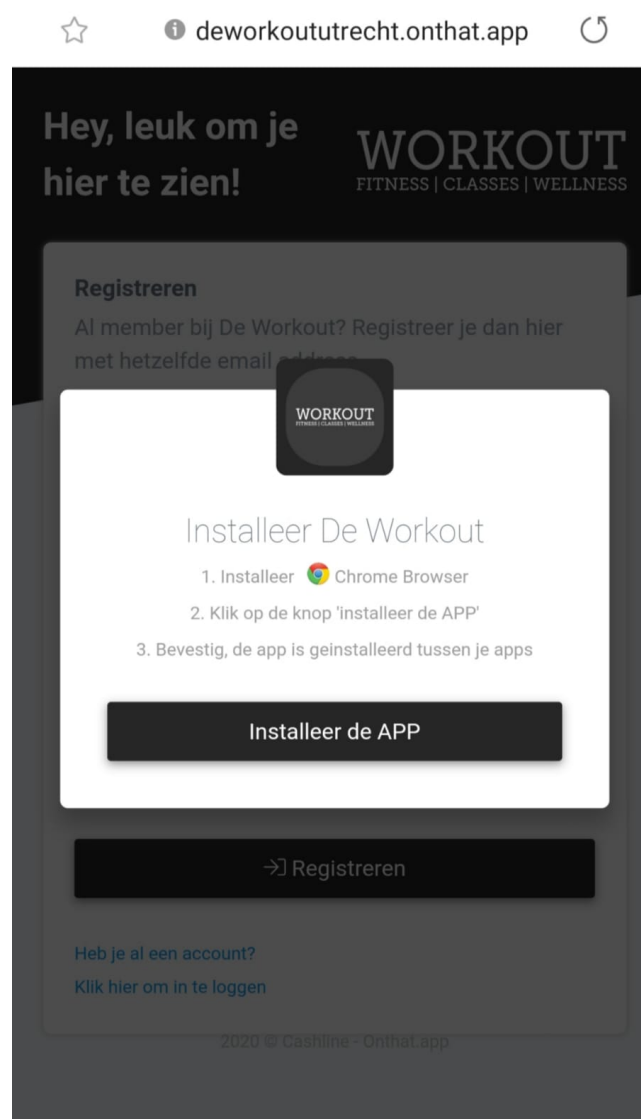 deworkoututrecht.onthat.app
Hey, leuk om je
hier te zien!
WORKOUT
FITNESS | CLASSES | WELLNESS
Registreren
Al member bij De Workout? Registreer je dan hier
met hetzelfde email address
WORKOUT
FITNESS | CLASSES | WELLNESS
Installeer De Workout
1. Installeer Chrome Browser
2. Klik op de knop 'installeer de APP'
3. Bevestig, de app is geinstalleerd tussen je apps
Installeer de APP
Registreren
Heb je al een account?
Klik hier om in te loggen
2020 © Cashline - Onthat.app